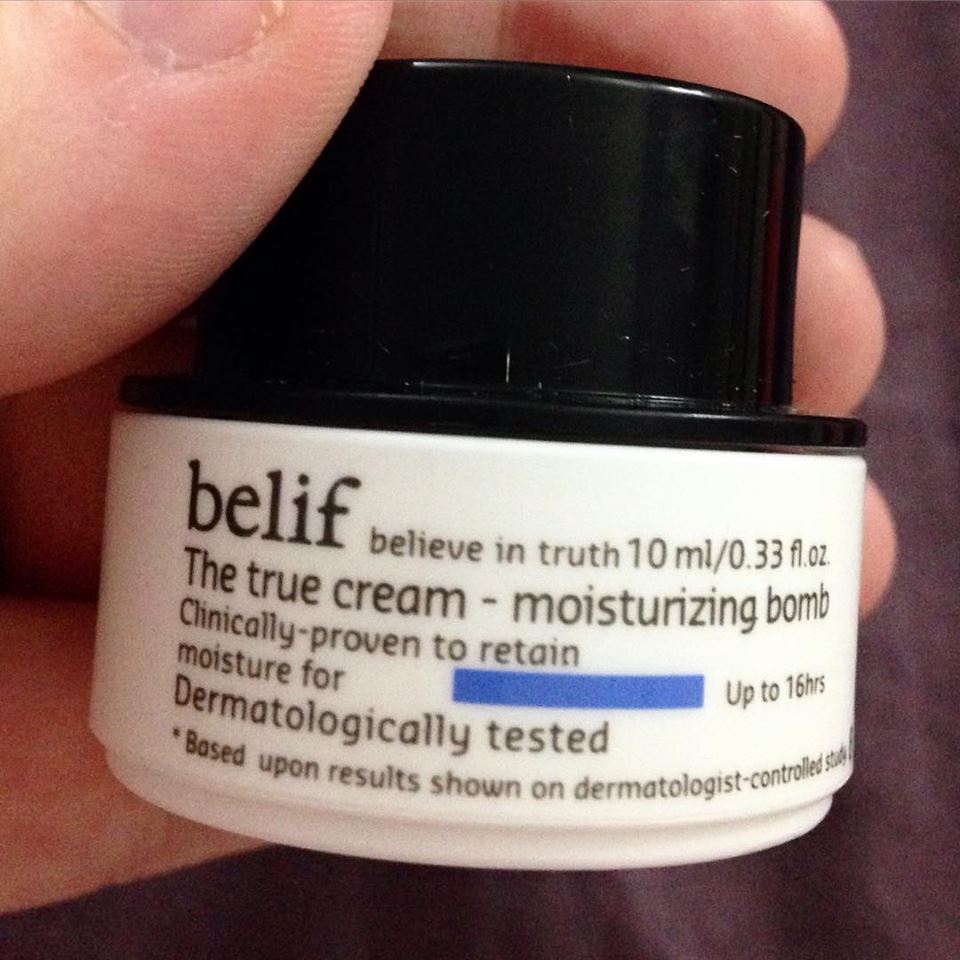 belif believe in truth 10 ml/0.33 fl.oz.
The true cream - moisturizing bomb
Clinically-proven to retain
moisture for Up to 16hrs
Dermatologically tested
* Based upon results shown on dermatologist-controlled study